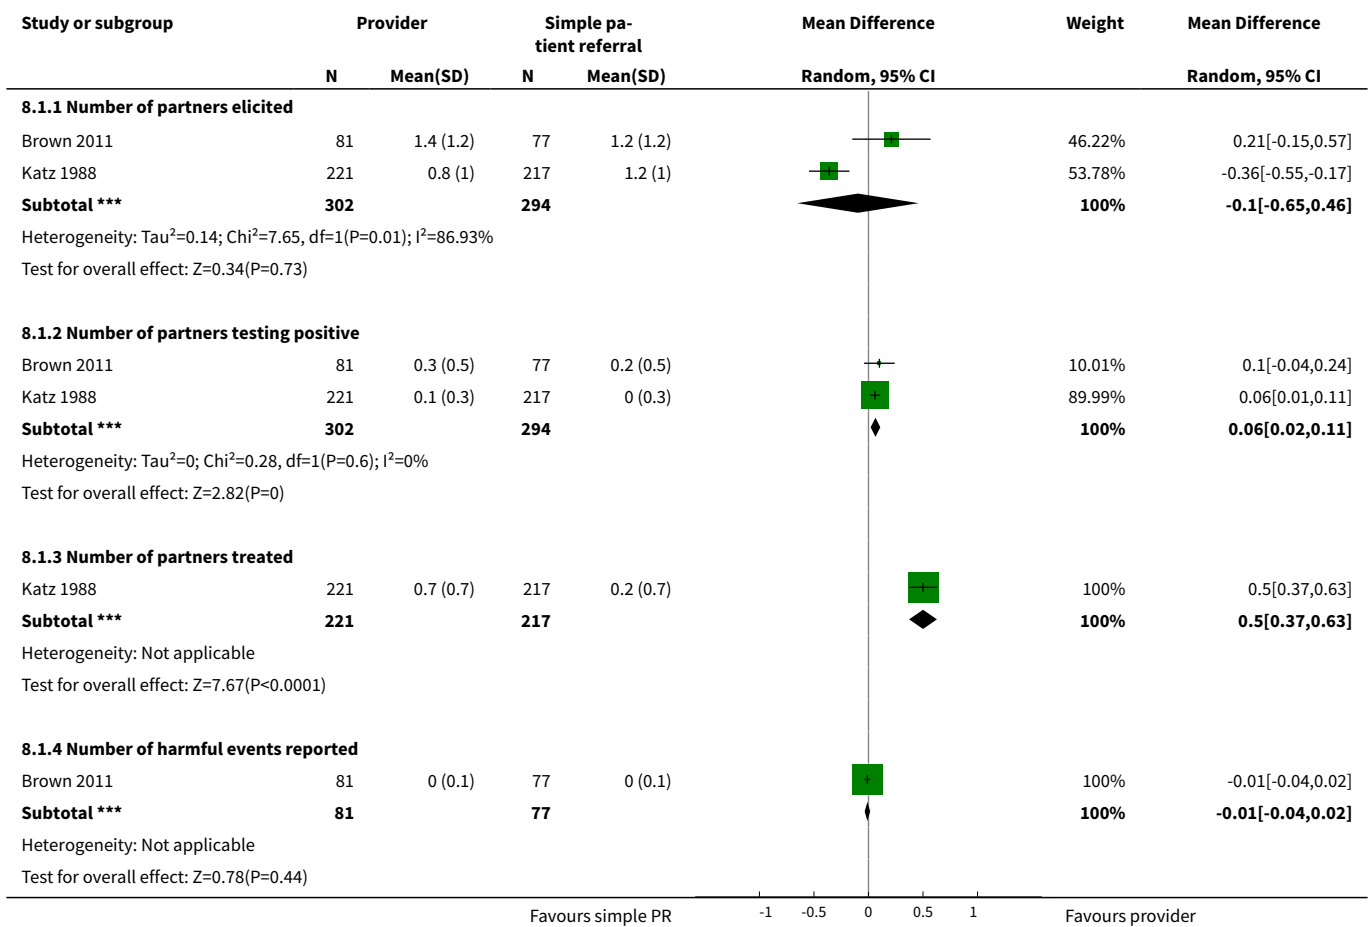 Study or subgroup Provider Simple pa- Mean Difference Weight Mean Difference
tient referral
N Mean(SD) N Mean(SD) Random, 95% CI Random, 95% CI
8.1.1 Number of partners elicited
Brown 2011 81 1.4 (1.2) 77 1.2 (1.2) 46.22% 0.21[-0.15,0.57]
Katz 1988 221 0.8 (1) 217 1.2 (1) 53.78% -0.36[-0.55,-0.17]
Subtotal *** 302 294 100% -0.1[-0.65,0.46]
Heterogeneity: Tau²=0.14; Chi²=7.65, df=1(P=0.01); I²=86.93%
Test for overall effect: Z=0.34(P=0.73)
8.1.2 Number of partners testing positive
Brown 2011 81 0.3 (0.5) 77 0.2 (0.5) 10.01% 0.1[-0.04,0.24]
Katz 1988 221 0.1 (0.3) 217 0 (0.3) 89.99% 0.06[0.01,0.11]
Subtotal *** 302 294 100% 0.06[0.02,0.11]
Heterogeneity: Tau²=0; Chi²=0.28, df=1(P=0.6); I²=0%
Test for overall effect: Z=2.82(P=0)
8.1.3 Number of partners treated
Katz 1988 221 0.7 (0.7) 217 0.2 (0.7) 100% 0.5[0.37,0.63]
Subtotal *** 221 217 100% 0.5[0.37,0.63]
Heterogeneity: Not applicable
Test for overall effect: Z=7.67(P<0.0001)
8.1.4 Number of harmful events reported
Brown 2011 81 0 (0.1) 77 0 (0.1) 100% -0.01[-0.04,0.02]
Subtotal *** 81 77 100% -0.01[-0.04,0.02]
Heterogeneity: Not applicable
Test for overall effect: Z=0.78(P=0.44)
Favours simple PR -1 -0.5 0 0.5 1 Favours provider